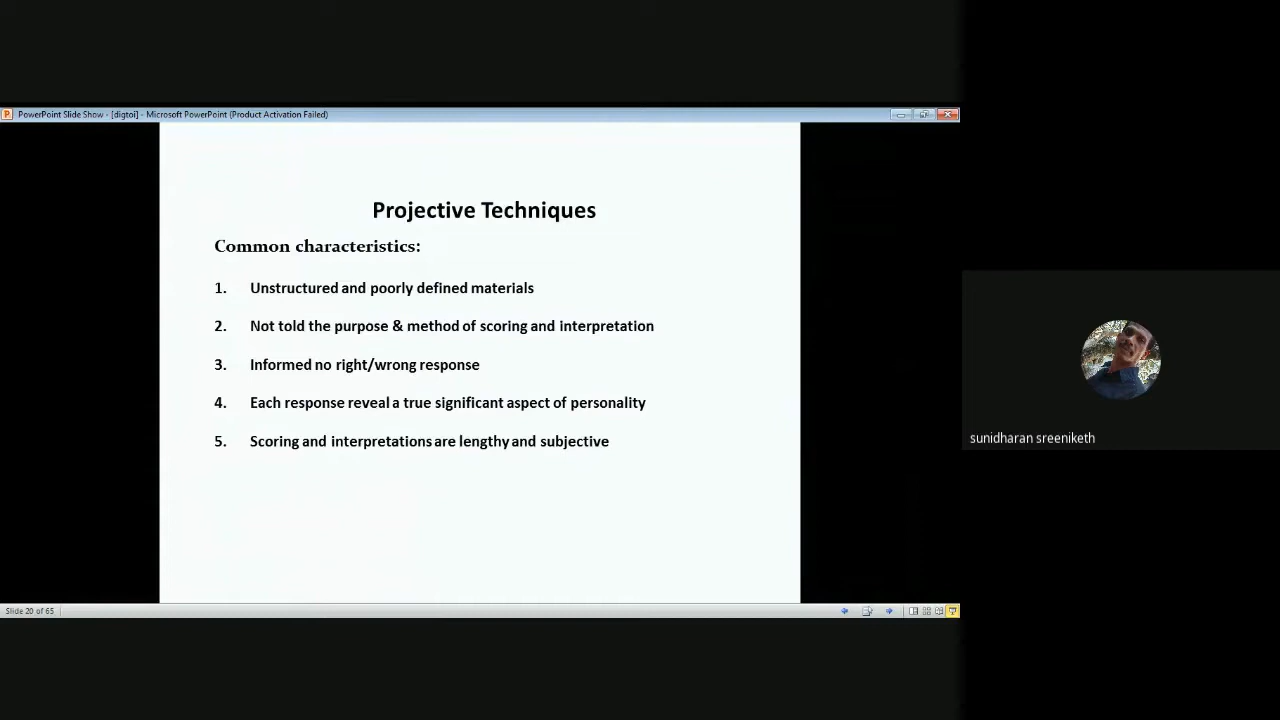 PowerPoint Slide Show - [digtoi] - Microsoft PowerPoint (Product Activation Failed)
Projective Techniques
Common characteristics:
1. Unstructured and poorly defined materials
2. Not told the purpose & method of scoring and interpretation
3. Informed no right/wrong response
4. Each response reveal a true significant aspect of personality
5. Scoring and interpretations are lengthy and subjective
sunidharan sreeniketh
Slide 20 of 65